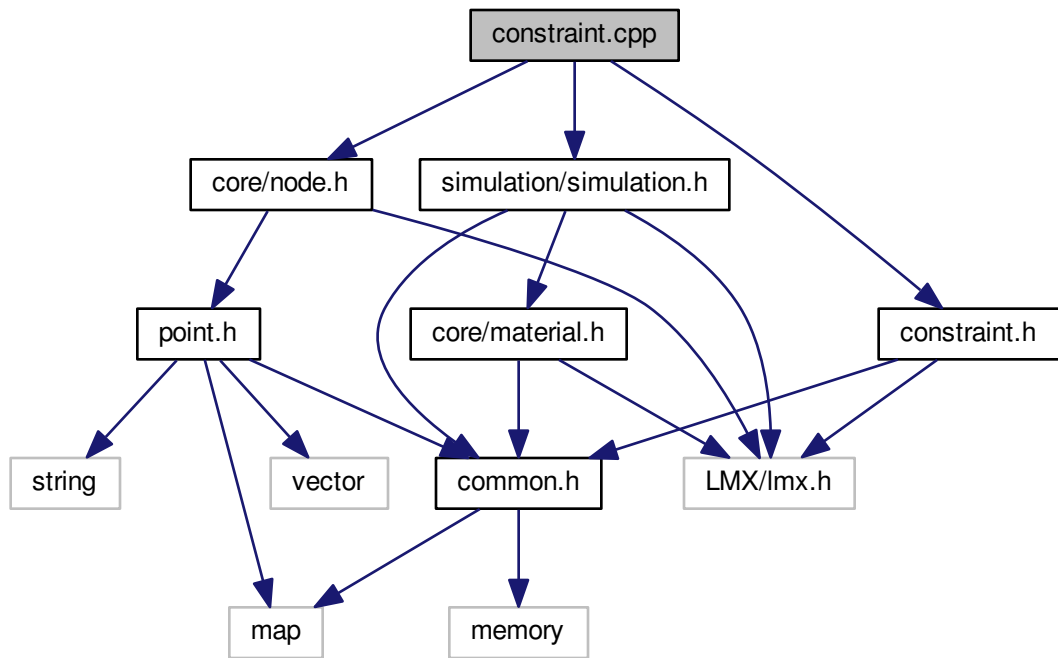 constraint.cpp
core/node.h
simulation/simulation.h
point.h
core/material.h
constraint.h
string
vector
common.h
LMX/lmx.h
map
memory